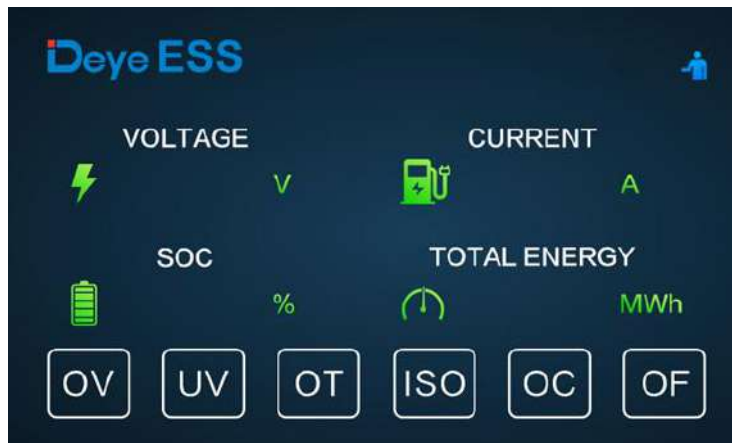 Deye ESS
VOLTAGE CURRENT
V A
SOC TOTAL ENERGY
% MWh
OV UV OT ISO OC OF